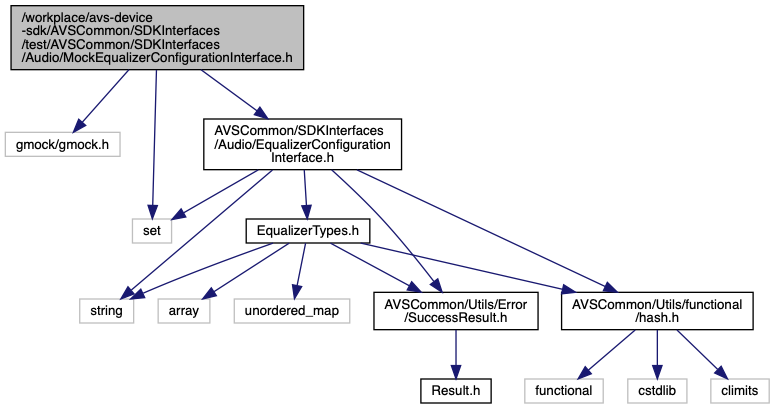 /workplace/avs-device
-sdk/AVSCommon/SDKInterfaces
/test/AVSCommon/SDKInterfaces
/Audio/MockEqualizerConfigurationInterface.h
gmock/gmock.h
AVSCommon/SDKInterfaces
/Audio/EqualizerConfiguration
Interface.h
set
EqualizerTypes.h
string
array
unordered_map
AVSCommon/Utils/Error
/SuccessResult.h
AVSCommon/Utils/functional
/hash.h
Result.h
functional
cstdlib
climits